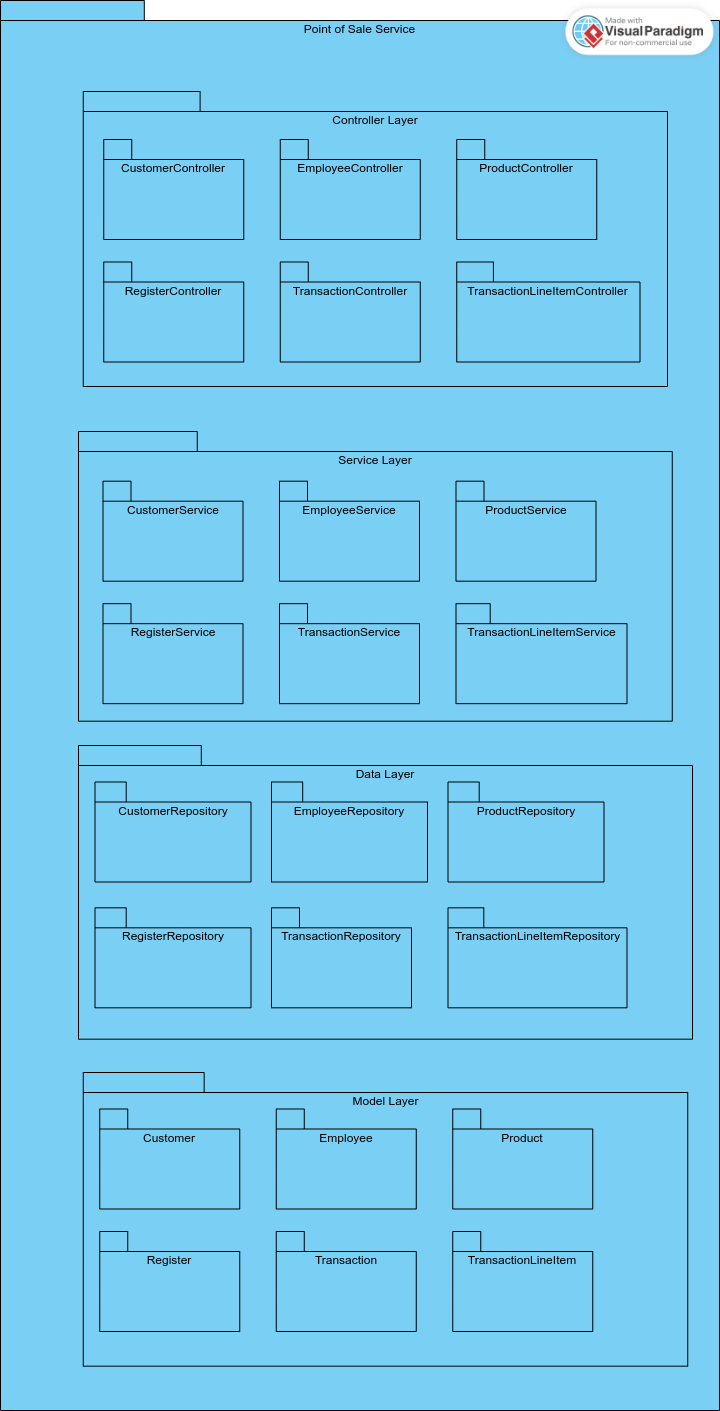 Point of Sale Service
Made with
Visual Paradigm
For non-commercial use
Controller Layer
CustomerController
EmployeeController
ProductController
RegisterController
TransactionController
TransactionLineItemController
Service Layer
CustomerService
EmployeeService
ProductService
RegisterService
TransactionService
TransactionLineItemService
Data Layer
CustomerRepository
EmployeeRepository
ProductRepository
RegisterRepository
TransactionRepository
TransactionLineItemRepository
Model Layer
Customer
Employee
Product
Register
Transaction
TransactionLineItem